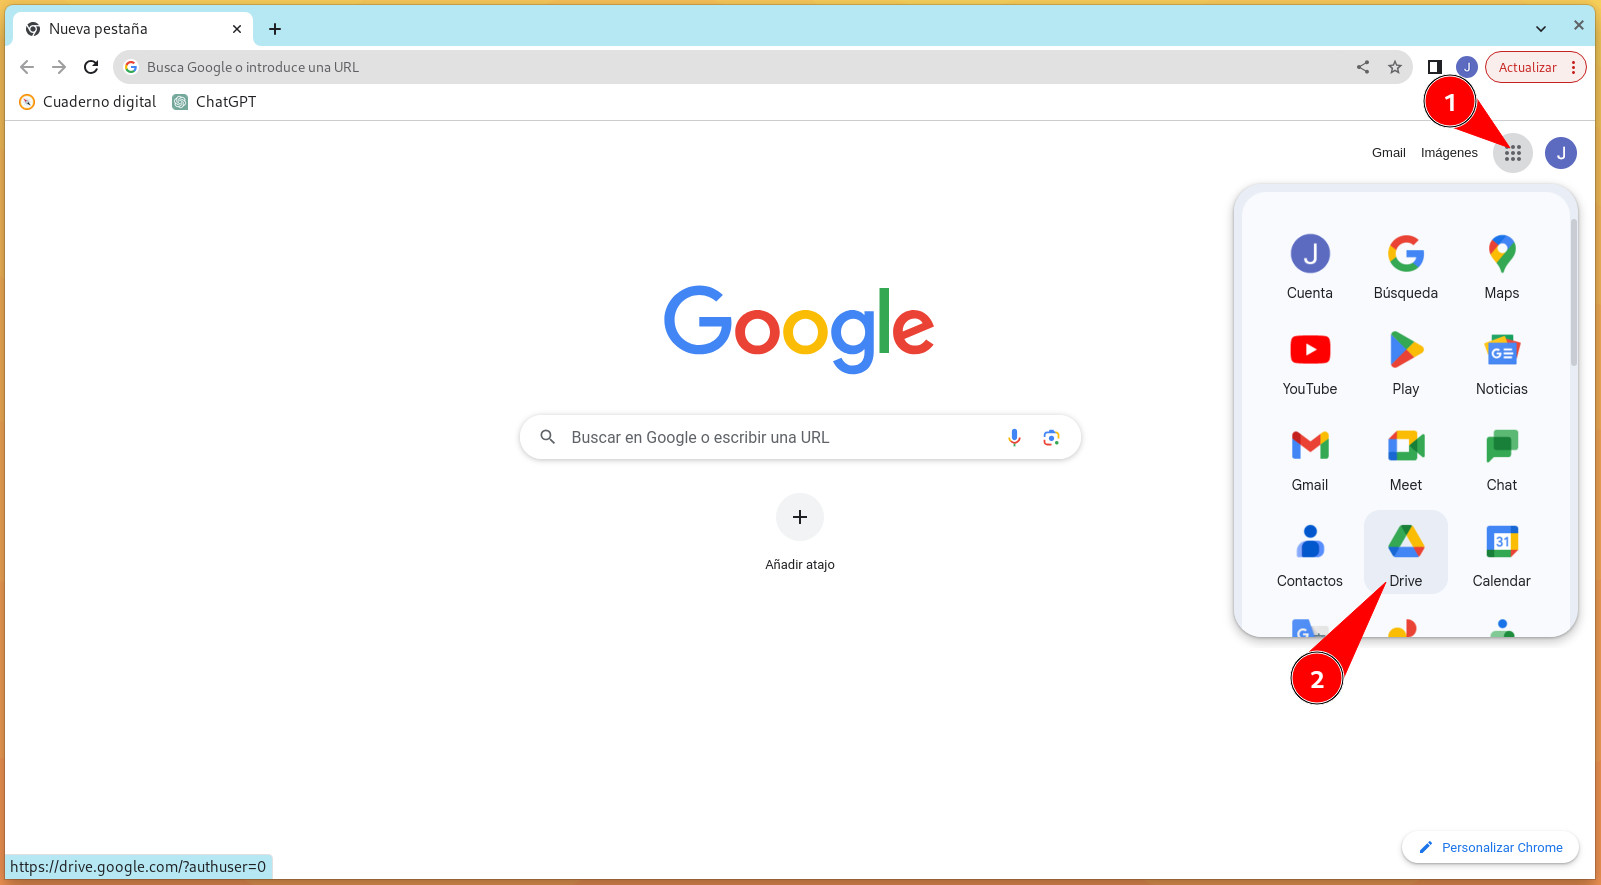 Nueva pestaña
Busca Google o introduce una URL
J
Actualizar
Cuaderno digital
ChatGPT
1
Gmail
Imágenes
J
J
Cuenta
Búsqueda
Maps
YouTube
Play
GE
Noticias
Google
Buscar en Google o escribir una URL
Gmail
Meet
Chat
31
Contactos
Drive
Calendar
Añadir atajo
G
2
Personalizar Chrome
https://drive.google.com/?authuser=0